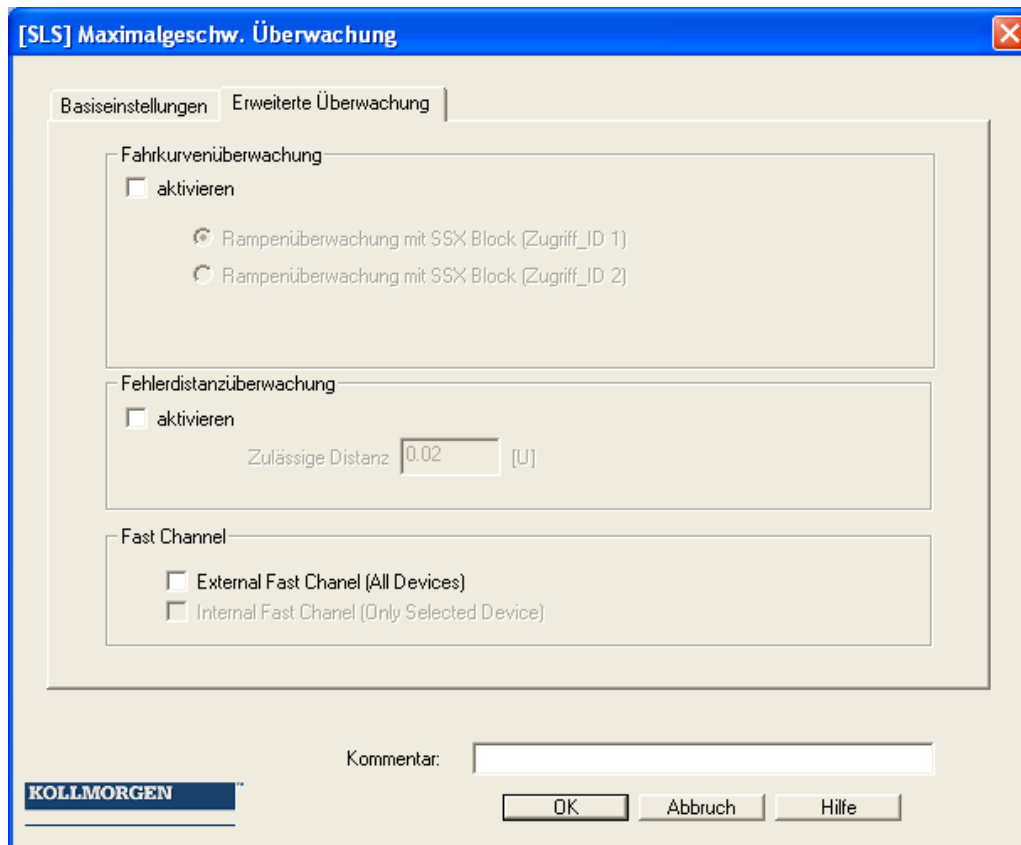 [SLS] Maximalgeschw. Überwachung
Basiseinstellungen
Erweiterte Überwachung
Fahrkurvenüberwachung
aktivieren
Rampenüberwachung mit SSX Block (Zugriff_ID 1)
Rampenüberwachung mit SSX Block (Zugriff_ID 2)
Fehlerdistanzüberwachung
aktivieren
Zulässige Distanz 0.02 [U]
Fast Channel
External Fast Chanel (All Devices)
Internal Fast Chanel (Only Selected Device)
Kommentar:
KOLLMORGEN
OK Abbruch Hilfe